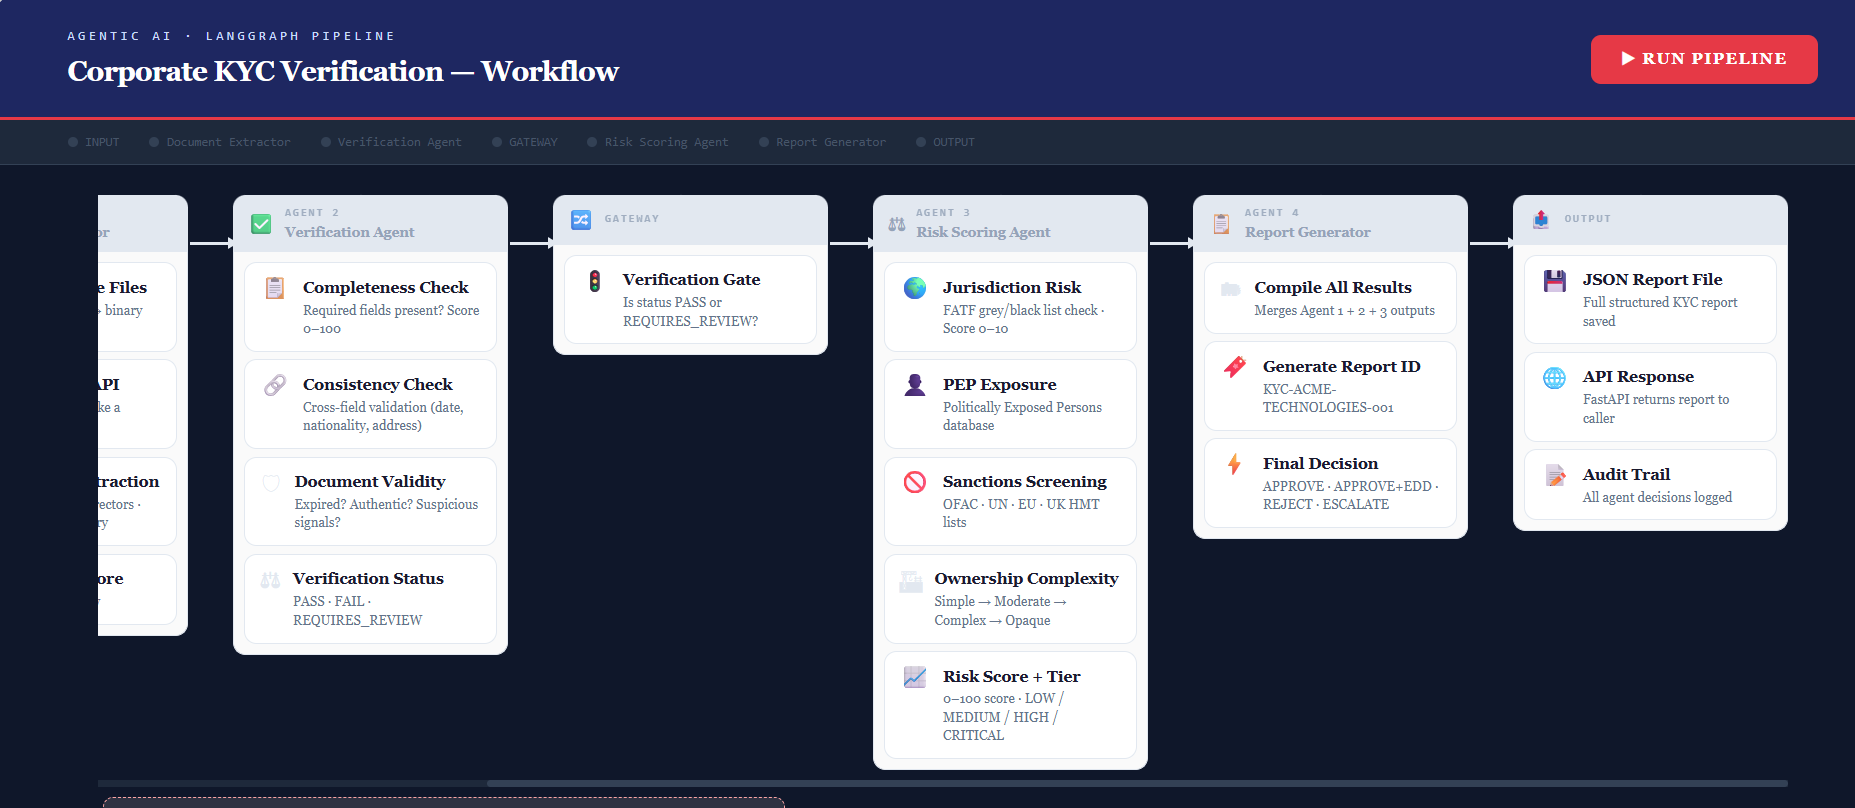 AGENTIC AI · LANGGRAPH PIPELINE
Corporate KYC Verification — Workflow
▶ RUN PIPELINE
INPUT
Document Extractor
Verification Agent
GATEWAY
Risk Scoring Agent
Report Generator
OUTPUT
or
e Files
→ binary
API
ke a
traction
rectors ·
ry
ore
y
AGENT 2
Verification Agent
Completeness Check
Required fields present? Score
0–100
Consistency Check
Cross-field validation (date,
nationality, address)
Document Validity
Expired? Authentic? Suspicious
signals?
Verification Status
PASS · FAIL ·
REQUIRES_REVIEW
GATEWAY
Verification Gate
Is status PASS or
REQUIRES_REVIEW?
AGENT 3
Risk Scoring Agent
Jurisdiction Risk
FATF grey/black list check ·
Score 0–10
PEP Exposure
Politically Exposed Persons
database
Sanctions Screening
OFAC · UN · EU · UK HMT
lists
Ownership Complexity
Simple → Moderate →
Complex → Opaque
Risk Score + Tier
0–100 score · LOW /
MEDIUM / HIGH /
CRITICAL
AGENT 4
Report Generator
Compile All Results
Merges Agent 1 + 2 + 3 outputs
Generate Report ID
KYC-ACME-
TECHNOLOGIES-001
Final Decision
APPROVE · APPROVE+EDD ·
REJECT · ESCALATE
OUTPUT
JSON Report File
Full structured KYC report
saved
API Response
FastAPI returns report to
caller
Audit Trail
All agent decisions logged